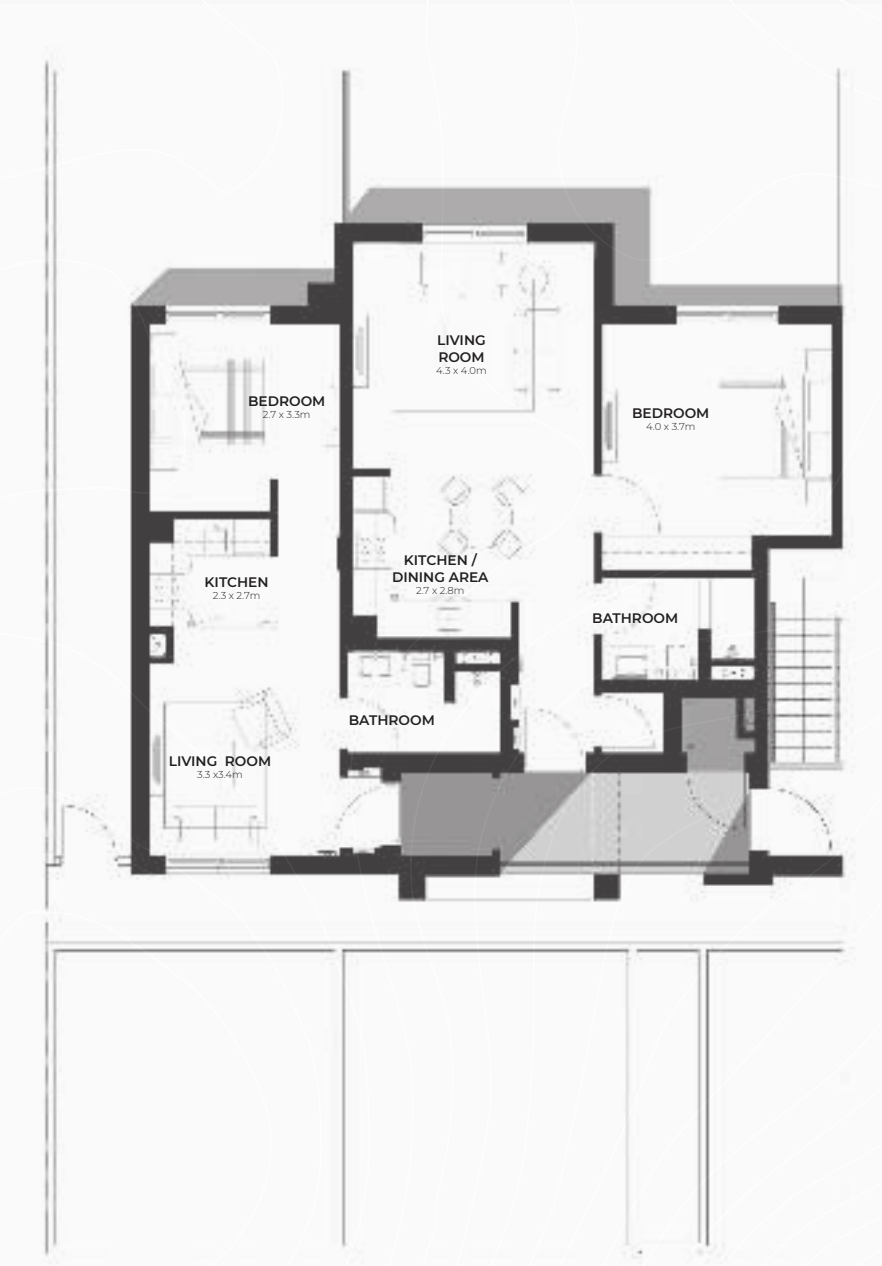 LIVING
ROOM
4.3 x 4.0m
BEDROOM
2.7 x 3.3m
BEDROOM
4.0 x 3.7m
KITCHEN /
DINING AREA
2.7 x 2.8m
KITCHEN
2.3 x 2.7m
BATHROOM
BATHROOM
LIVING  ROOM
3.3 x3.4m